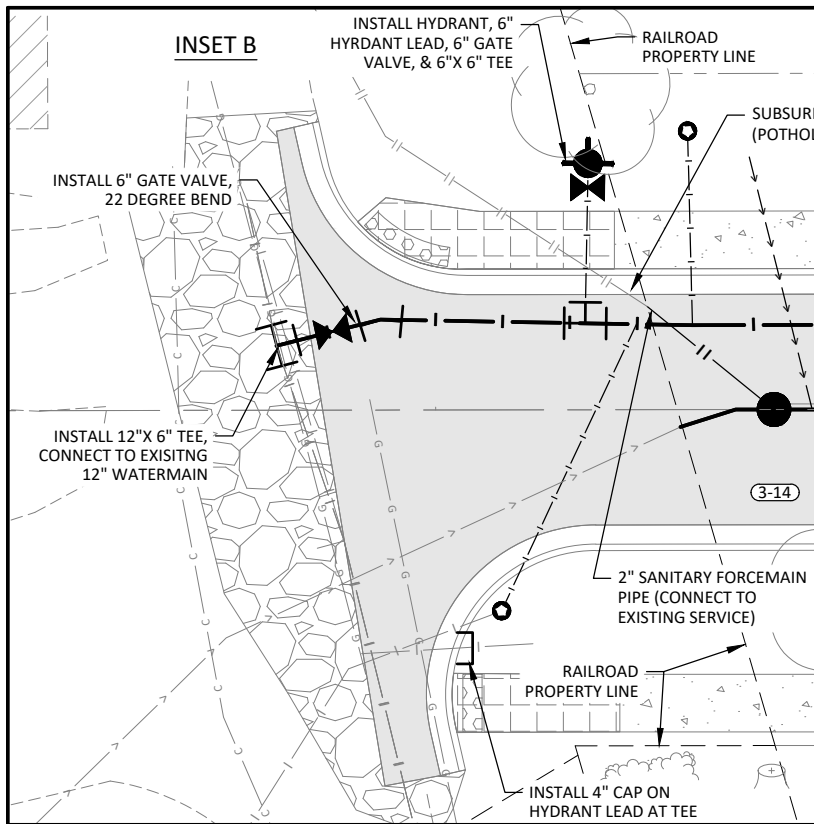 INSET B
INSTALL HYDRANT, 6"
HYRDANT LEAD, 6" GATE
VALVE, & 6"X 6" TEE
RAILROAD
PROPERTY LINE
SUBSUR
(POTHOL
INSTALL 6" GATE VALVE,
22 DEGREE BEND
INSTALL 12"X 6" TEE,
CONNECT TO EXISITNG
12" WATERMAIN
3-14
2" SANITARY FORCEMAIN
PIPE (CONNECT TO
EXISTING SERVICE)
RAILROAD
PROPERTY LINE
INSTALL 4" CAP ON
HYDRANT LEAD AT TEE
C
C
C
C
C
G
G
G
G
G